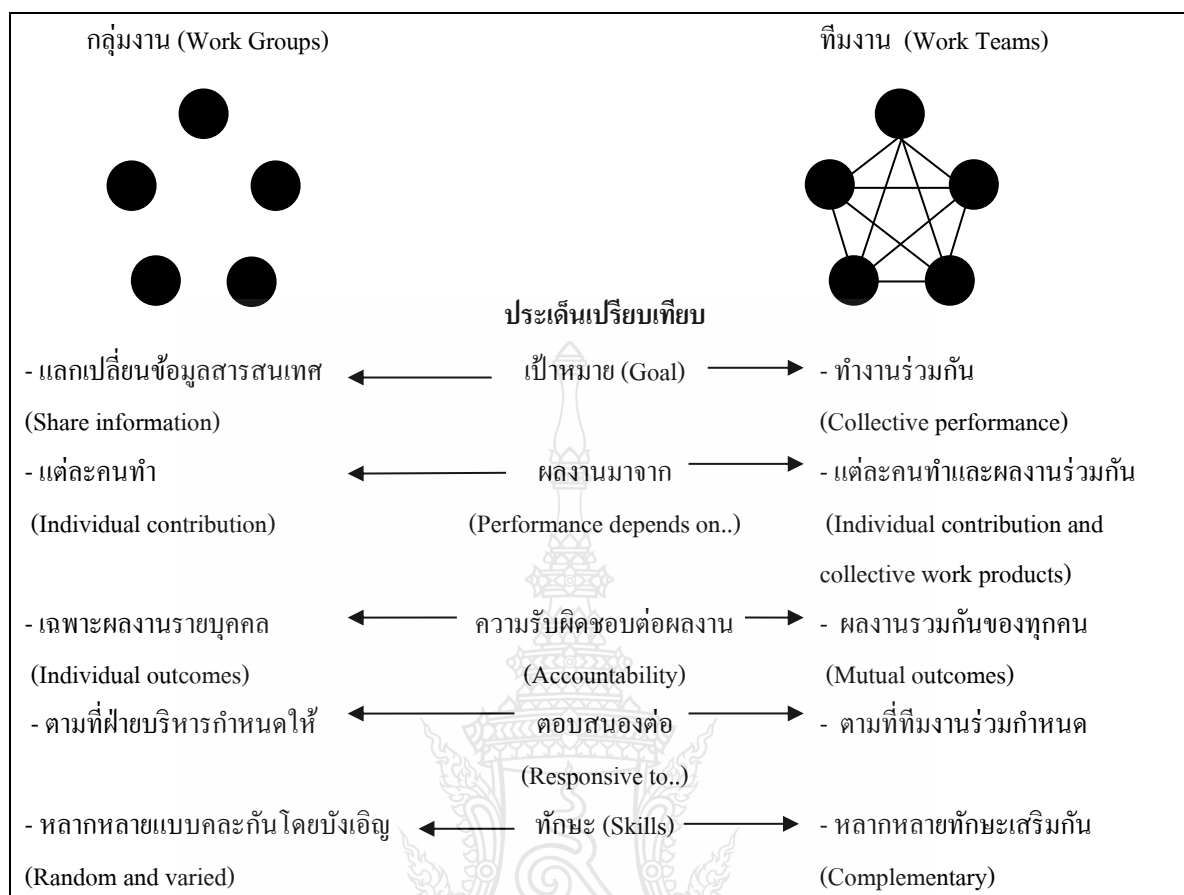 กลุ่มงาน (Work Groups) ทีมงาน (Work Teams)
ประเด็นเปรียบเทียบ
- แลกเปลี่ยนข้อมูลสารสนเทศ เป้าหมาย (Goal) - ทำงานร่วมกัน
(Share information) (Collective performance)
- แต่ละคนทำ ผลงานมาจาก - แต่ละคนทำและผลงานร่วมกัน
(Individual contribution) (Performance depends on..) (Individual contribution and
collective work products)
- เฉพาะผลงานรายบุคคล ความรับผิดชอบต่อผลงาน - ผลงานรวมกันของทุกคน
(Individual outcomes) (Accountability) (Mutual outcomes)
- ตามที่ฝ่ายบริหารกำหนดให้ ตอบสนองต่อ - ตามที่ทีมงานร่วมกำหนด
(Responsive to..)
- หลากหลายแบบคละกันโดยบังเอิญ ทักษะ (Skills) - หลากหลายทักษะเสริมกัน
(Random and varied) (Complementary)